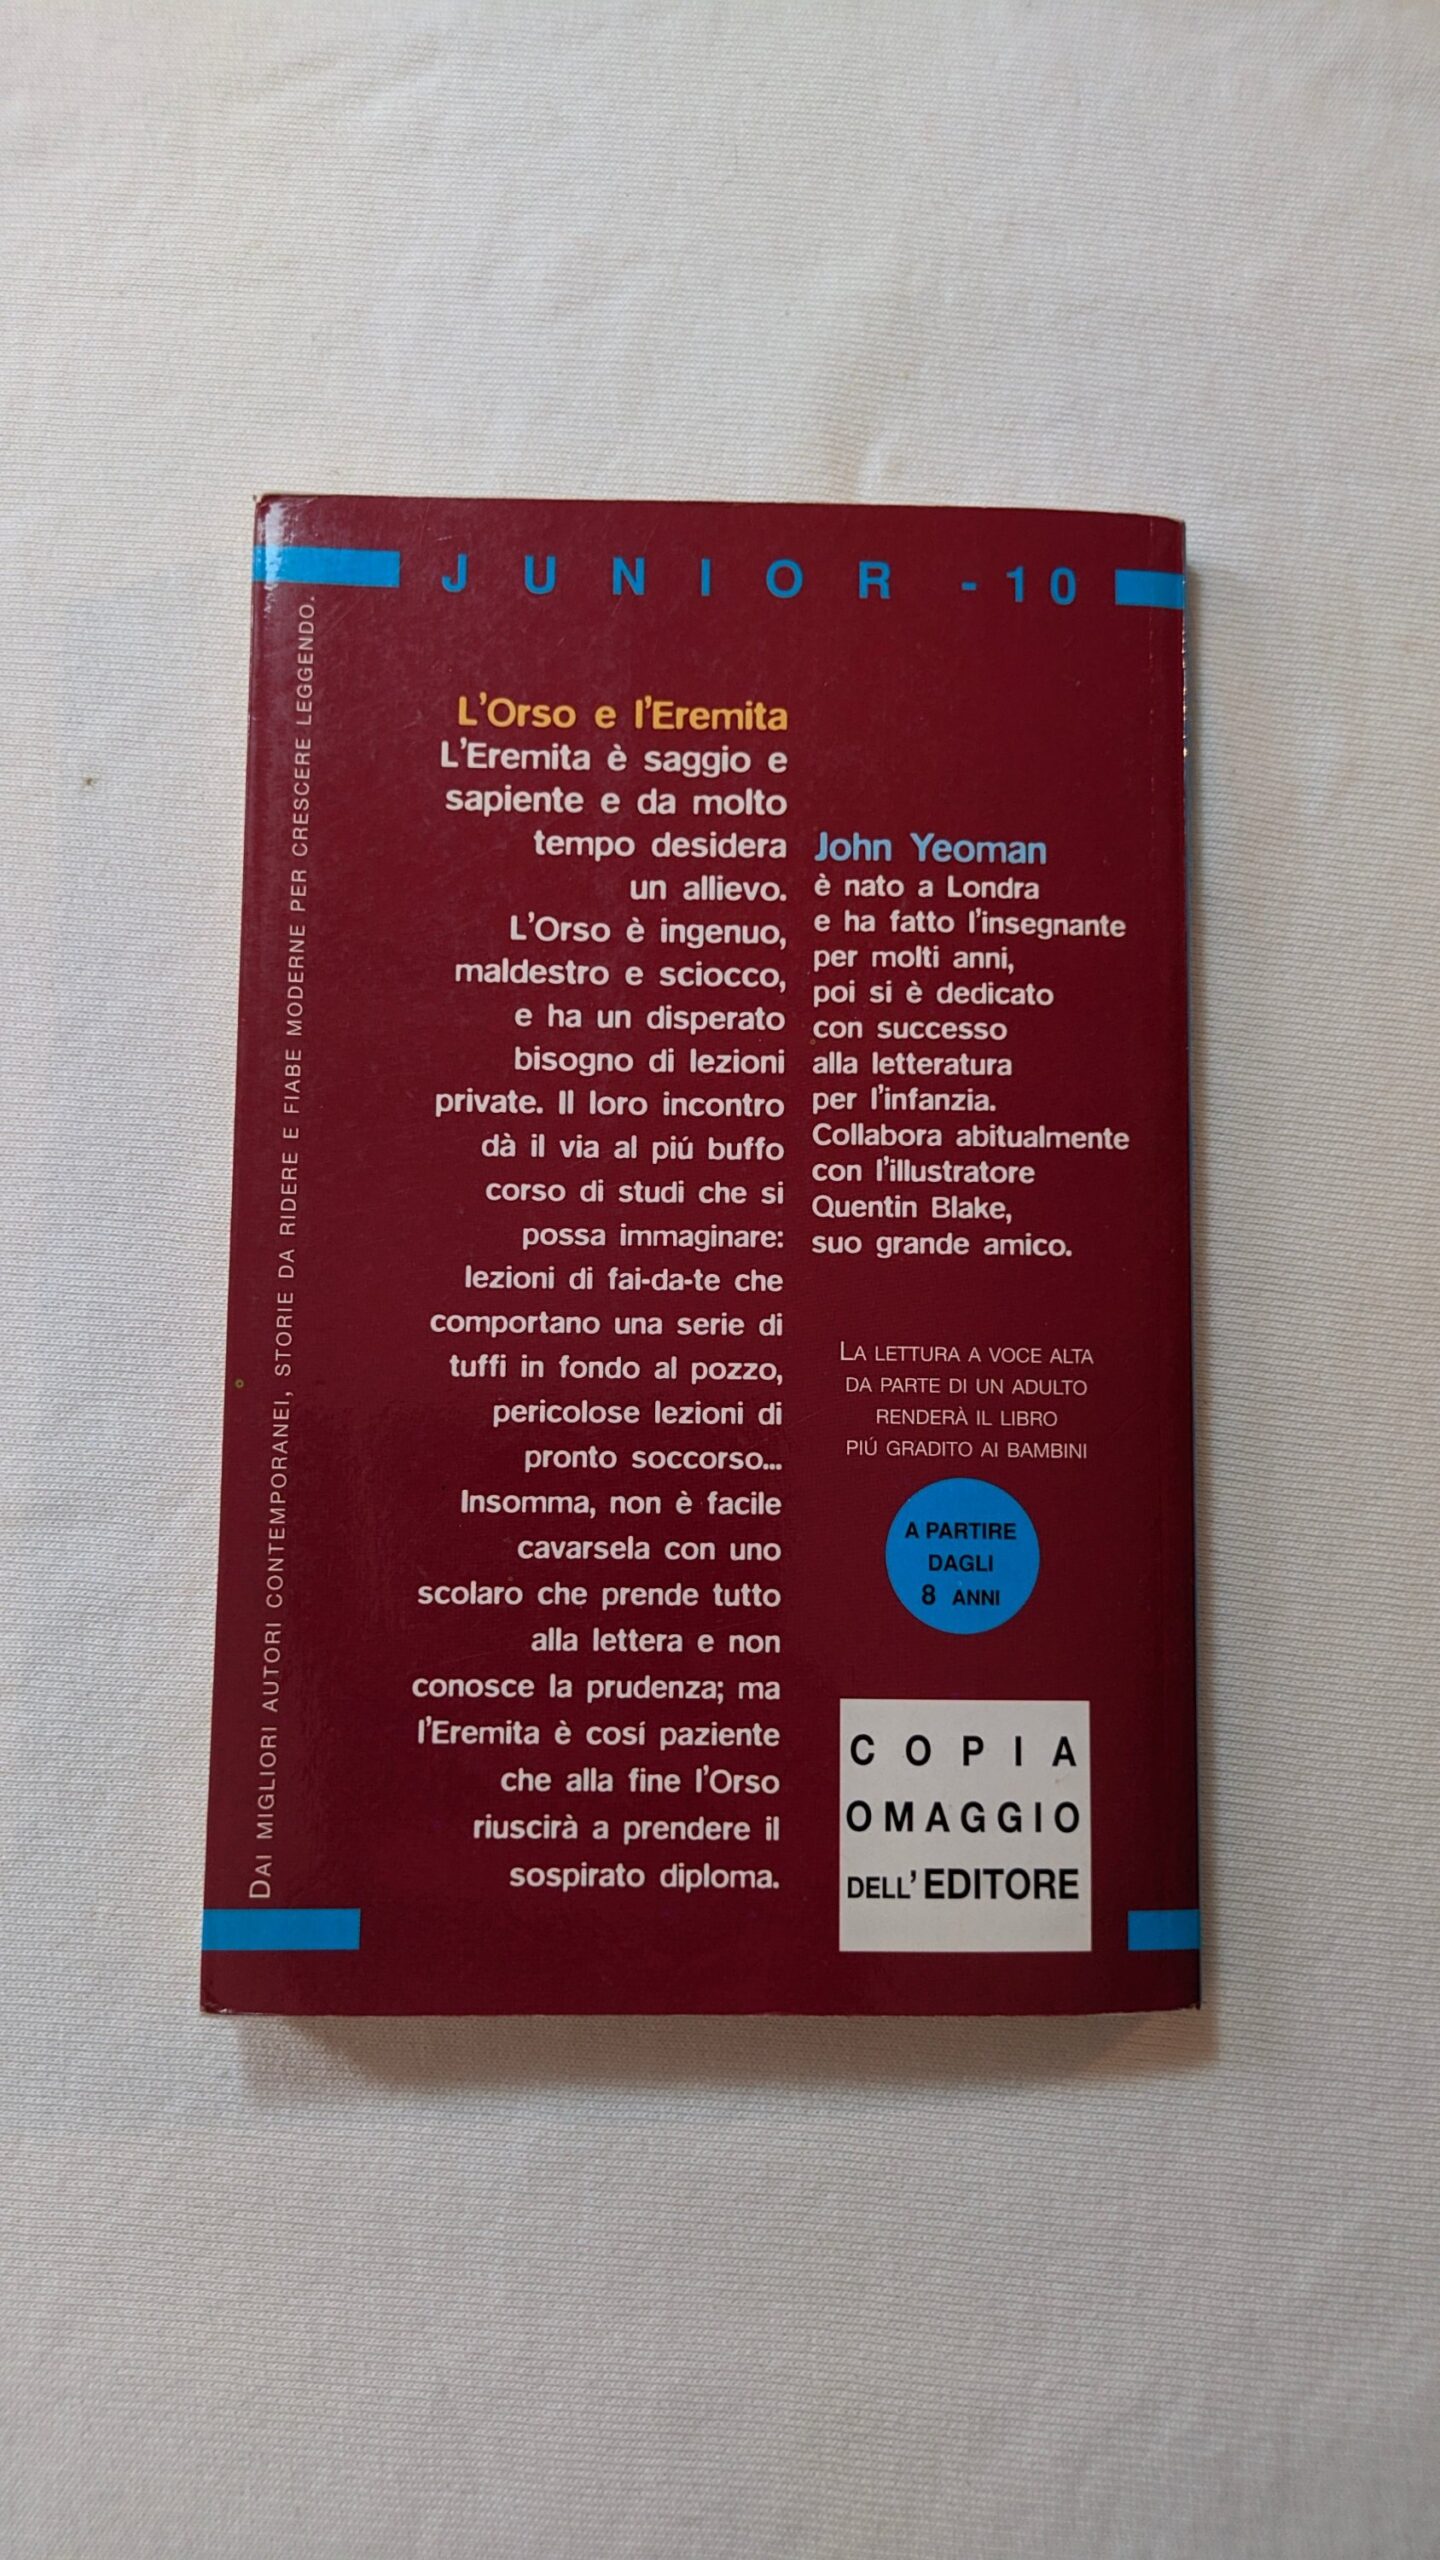 JUNIOR -10
L'Orso e l'Eremita
L'Eremita è saggio e
sapiente e da molto
tempo desidera
un allievo.
L'Orso è ingenuo,
maldestro e sciocco,
e ha un disperato
bisogno di lezioni
private. Il loro incontro
dà il via al piú buffo
corso di studi che si
possa immaginare:
lezioni di fai-da-te che
comportano una serie di
tuffi in fondo al pozzo,
pericolose lezioni di
pronto soccorso...
Insomma, non è facile
cavarsela con uno
scolaro che prende tutto
alla lettera e non
conosce la prudenza; ma
l'Eremita è cosí paziente
che alla fine l'Orso
riuscirà a prendere il
sospirato diploma.
John Yeoman
è nato a Londra
e ha fatto l'insegnante
per molti anni,
poi si è dedicato
con successo
alla letteratura
per l'infanzia.
Collabora abitualmente
con l'illustratore
Quentin Blake,
suo grande amico.
LA LETTURA A VOCE ALTA
DA PARTE DI UN ADULTO
RENDERÀ IL LIBRO
PIÚ GRADITO AI BAMBINI
A PARTIRE
DAGLI
8 ANNI
COPIA
OMAGGIO
DELL'EDITORE
DAI MIGLIORI AUTORI CONTEMPORANEI, STORIE DA RIDERE E FIABE MODERNE PER CRESCERE LEGGENDO.